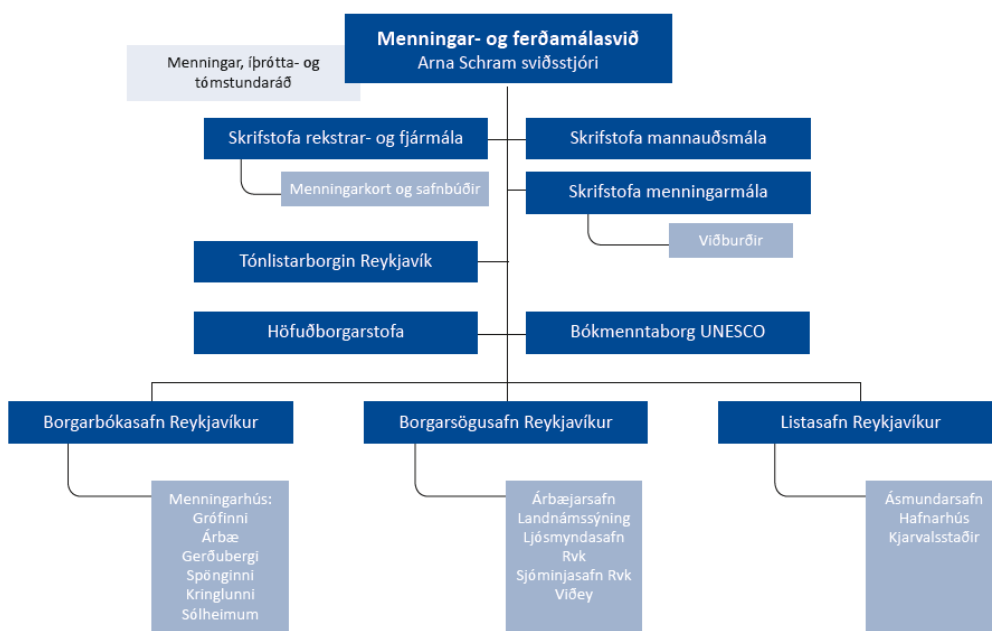 Menningar- og ferðamálasvið
Arna Schram sviðsstjóri
Menningar, íþrótta- og
tómstundaráð
Skrifstofa rekstrar- og fjármála
Skrifstofa mannauðsmála
Menningarkort og safnbúðir
Skrifstofa menningarmála
Viðburðir
Tónlistarborgin Reykjavík
Höfuðborgarstofa
Bókmenntaborg UNESCO
Borgarbókasafn Reykjavíkur
Borgarsögusafn Reykjavíkur
Listasafn Reykjavíkur
Menningarhús:
Grófinni
Árbæ
Gerðubergi
Spönginni
Kringlunni
Sólheimum
Árbæjarsafn
Landnámssýning
Ljósmyndasafn
Rvk
Sjóminjasafn Rvk
Viðey
Ásmundarsafn
Hafnarhús
Kjarvalsstaðir